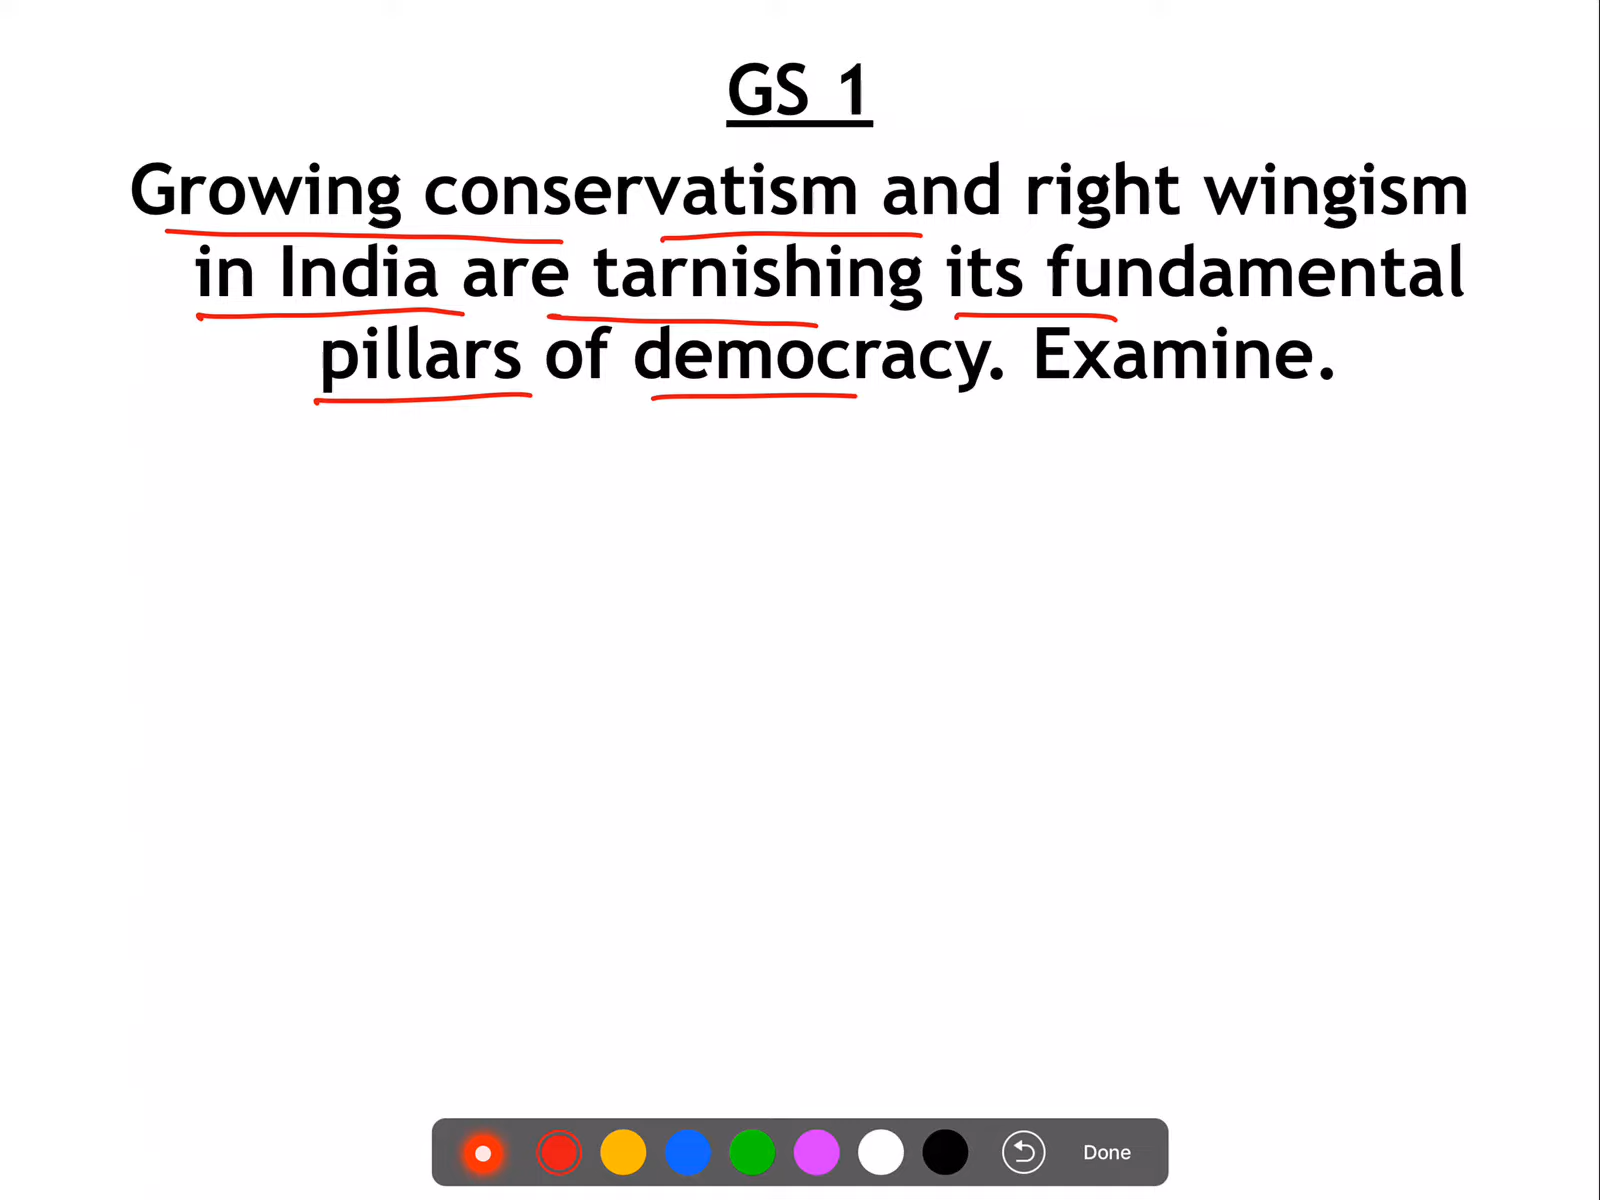 GS 1
Growing conservatism and right wingism
in India are tarnishing its fundamental
pillars of democracy. Examine.
Done